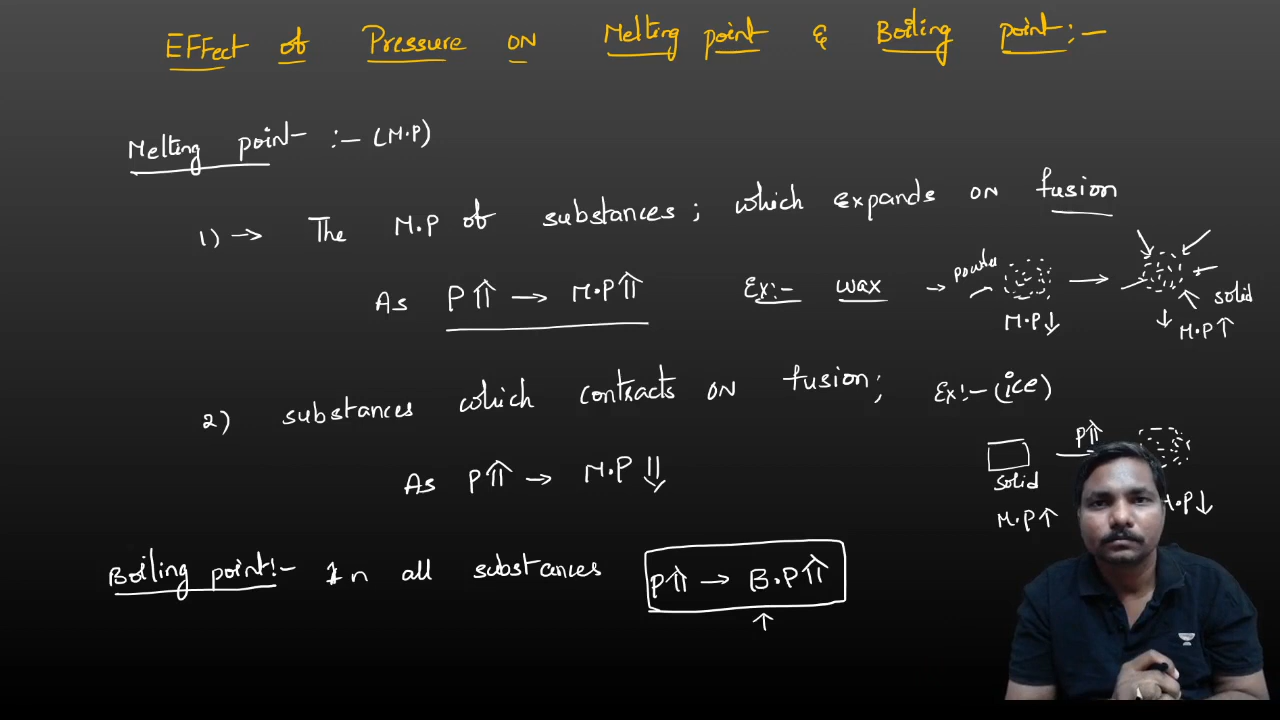 Effect of Pressure on Melting point & Boiling point :-
Melting point :- (M.P)
1) → The M.P of substances ; which expands on fusion
As P⇑ → M.P⇑ Ex:- wax → powder →
M.P↓ solid
↓ M.P↑
2) substances which contracts on fusion; Ex:- (ice)
P⇑
solid
As P⇑ → M.P⇓
M.P↑ M.P↓
Boiling point:- In all substances P⇑ → B.P⇑
↑